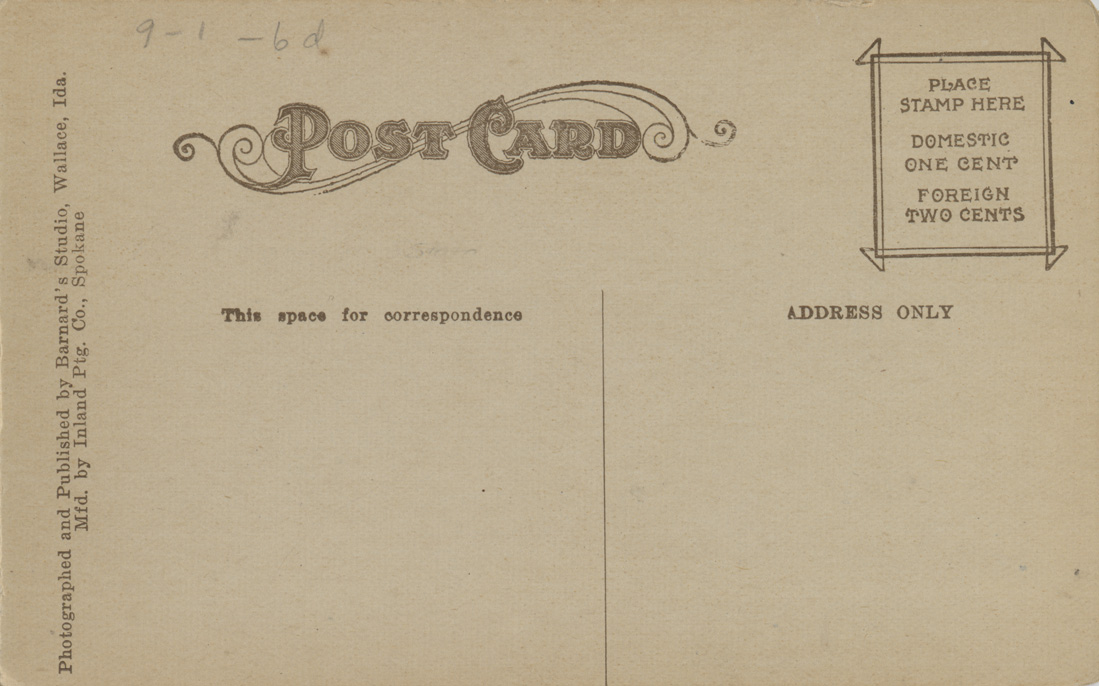 9-1 -6d
POST CARD
PLACE
STAMP HERE
DOMESTIC
ONE CENT
FOREIGN
TWO CENTS
This space for correspondence
ADDRESS ONLY
Photographed and Published by Barnard's Studio, Wallace, Ida.
Mfd. by Inland Ptg. Co., Spokane